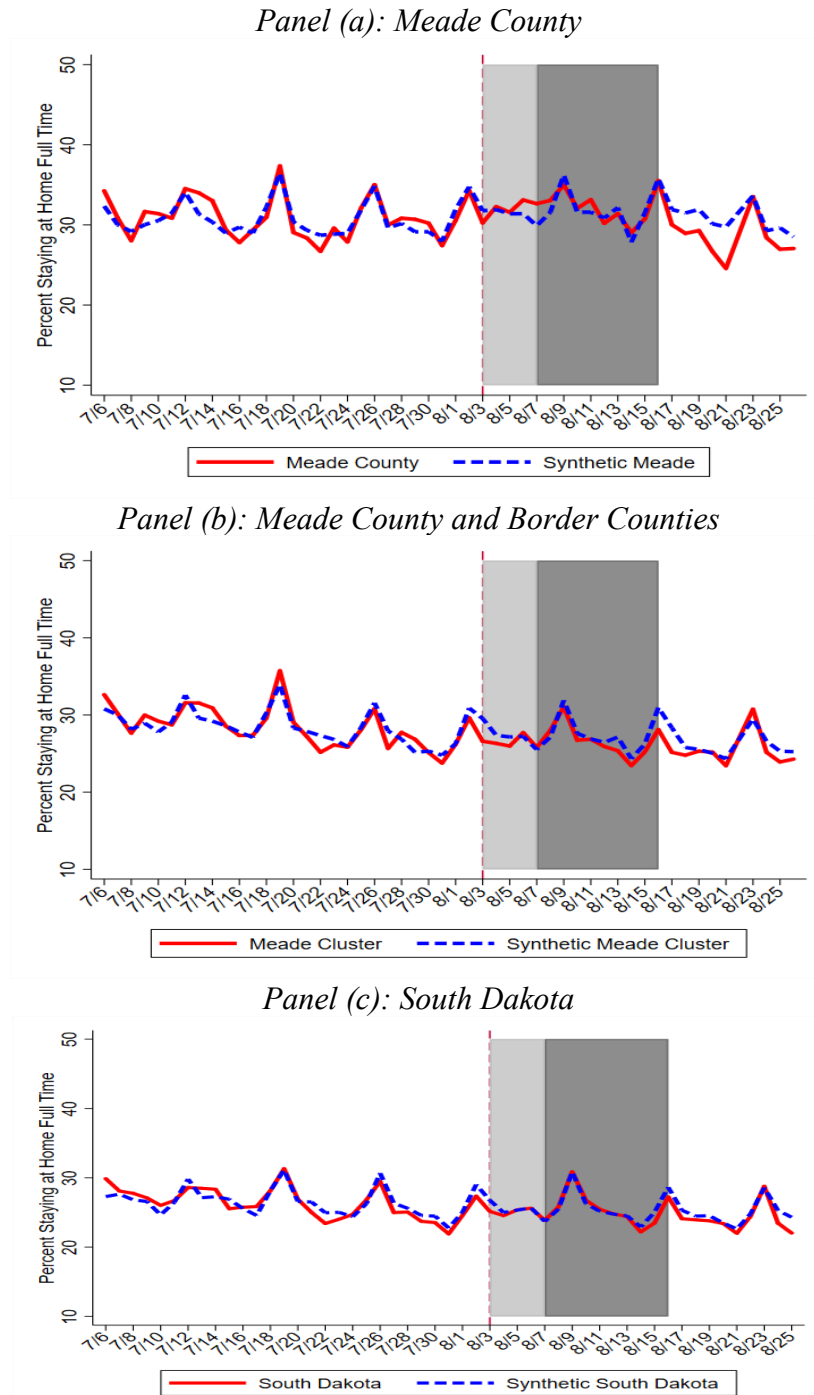 Panel (a): Meade County
Percent Staying at Home Full Time
50
40
30
20
10
7/6 7/8 7/10 7/12 7/14 7/16 7/18 7/20 7/22 7/24 7/26 7/28 7/30 8/1 8/3 8/5 8/7 8/9 8/11 8/13 8/15 8/17 8/19 8/21 8/23 8/25
Meade County Synthetic Meade
Panel (b): Meade County and Border Counties
Percent Staying at Home Full Time
50
40
30
20
10
7/6 7/8 7/10 7/12 7/14 7/16 7/18 7/20 7/22 7/24 7/26 7/28 7/30 8/1 8/3 8/5 8/7 8/9 8/11 8/13 8/15 8/17 8/19 8/21 8/23 8/25
Meade Cluster Synthetic Meade Cluster
Panel (c): South Dakota
Percent Staying at Home Full Time
50
40
30
20
10
7/6 7/8 7/10 7/12 7/14 7/16 7/18 7/20 7/22 7/24 7/26 7/28 7/30 8/1 8/3 8/5 8/7 8/9 8/11 8/13 8/15 8/17 8/19 8/21 8/23 8/25
South Dakota Synthetic South Dakota